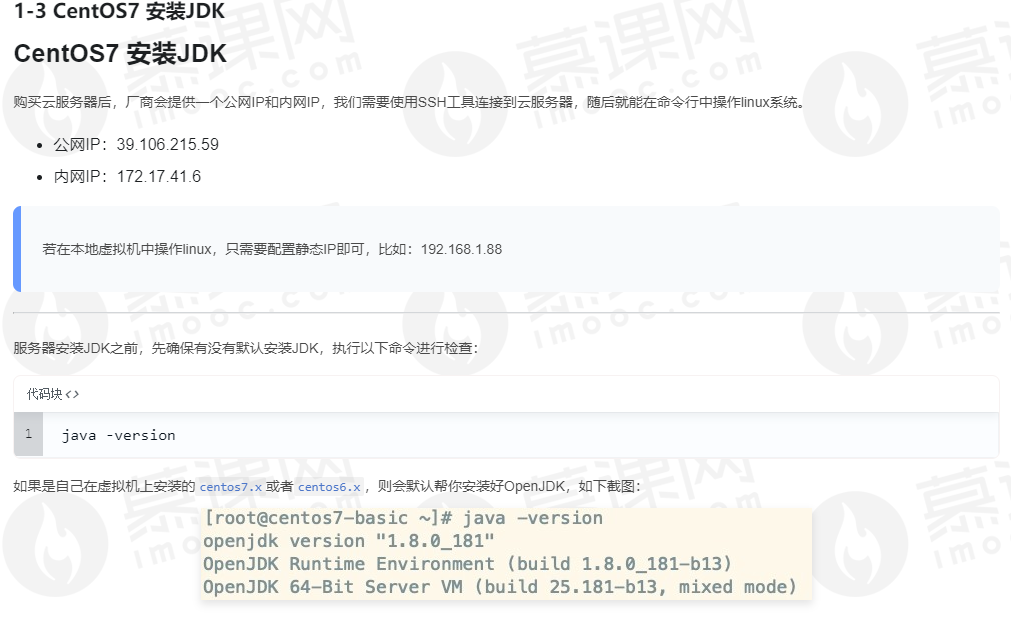 1-3 CentOS7 安装JDK
CentOS7 安装JDK
购买云服务器后，厂商会提供一个公网IP和内网IP，我们需要使用SSH工具连接到云服务器，随后就能在命令行中操作linux系统。
公网IP：39.106.215.59
内网IP：172.17.41.6
若在本地虚拟机中操作linux，只需要配置静态IP即可，比如：192.168.1.88
服务器安装JDK之前，先确保有没有默认安装JDK，执行以下命令进行检查：
代码块<>
1 java -version
如果是自己在虚拟机上安装的 centos7.x 或者 centos6.x ，则会默认帮你安装好OpenJDK，如下截图：
[root@centos7-basic ~]# java -version
openjdk version "1.8.0_181"
OpenJDK Runtime Environment (build 1.8.0_181-b13)
OpenJDK 64-Bit Server VM (build 25.181-b13, mixed mode)
慕课网
imooc.com